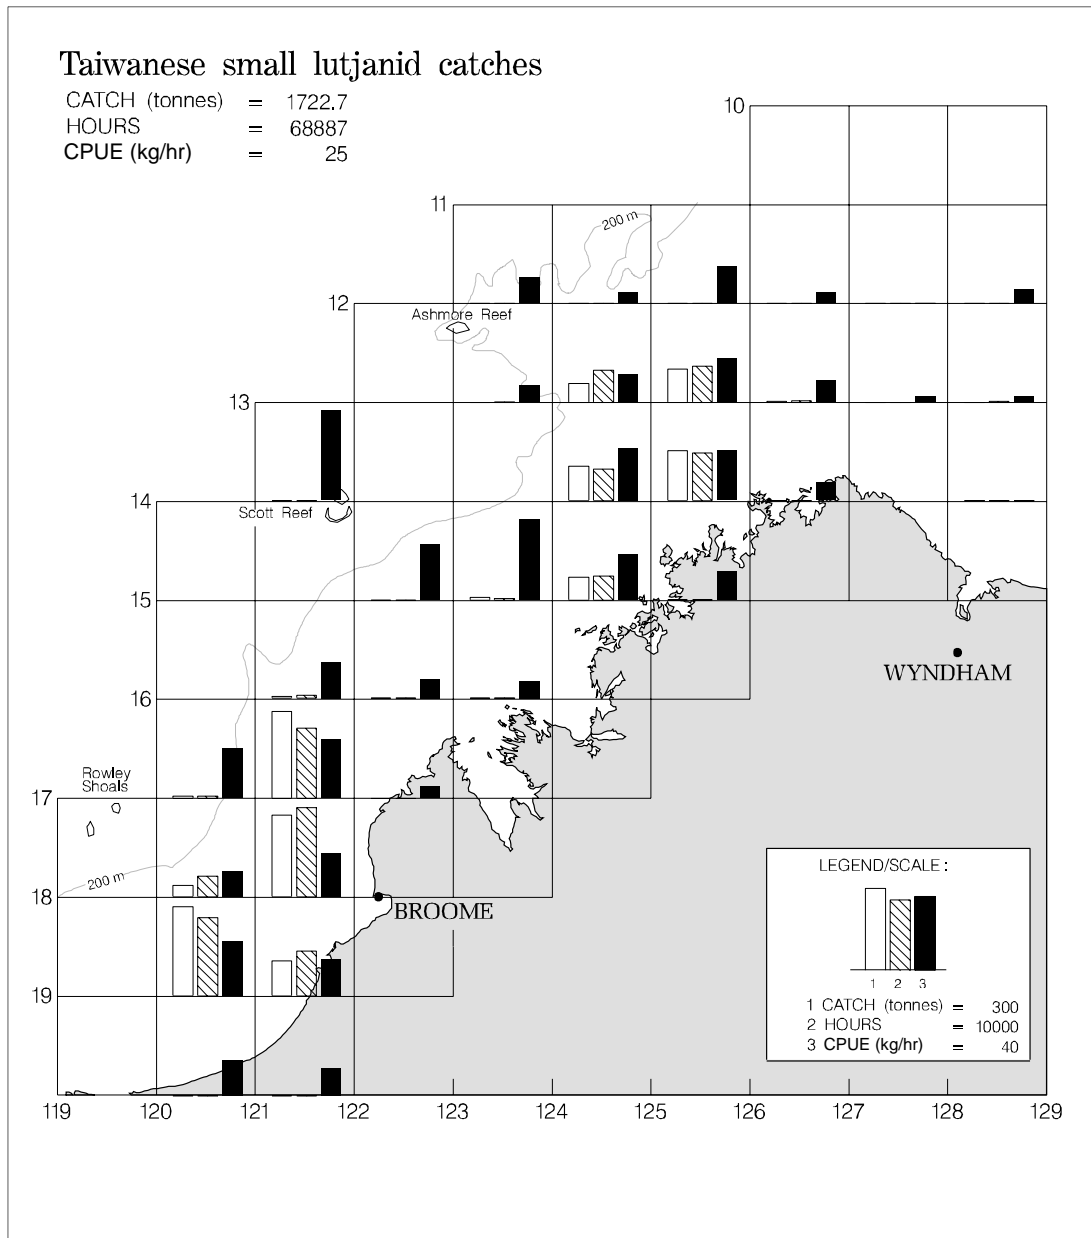 Taiwanese small lutjanid catches
CATCH (tonnes) = 1722.7
HOURS = 68887
CPUE (kg/hr) = 25
10
11
200 m
12
Ashmore Reef
13
14
Scott Reef
15
WYNDHAM
16
Rowley
Shoals
17
200 m
18
BROOME
LEGEND/SCALE :
1 2 3
1 CATCH (tonnes) = 300
2 HOURS = 10000
3 CPUE (kg/hr) = 40
19
119 120 121 122 123 124 125 126 127 128 129